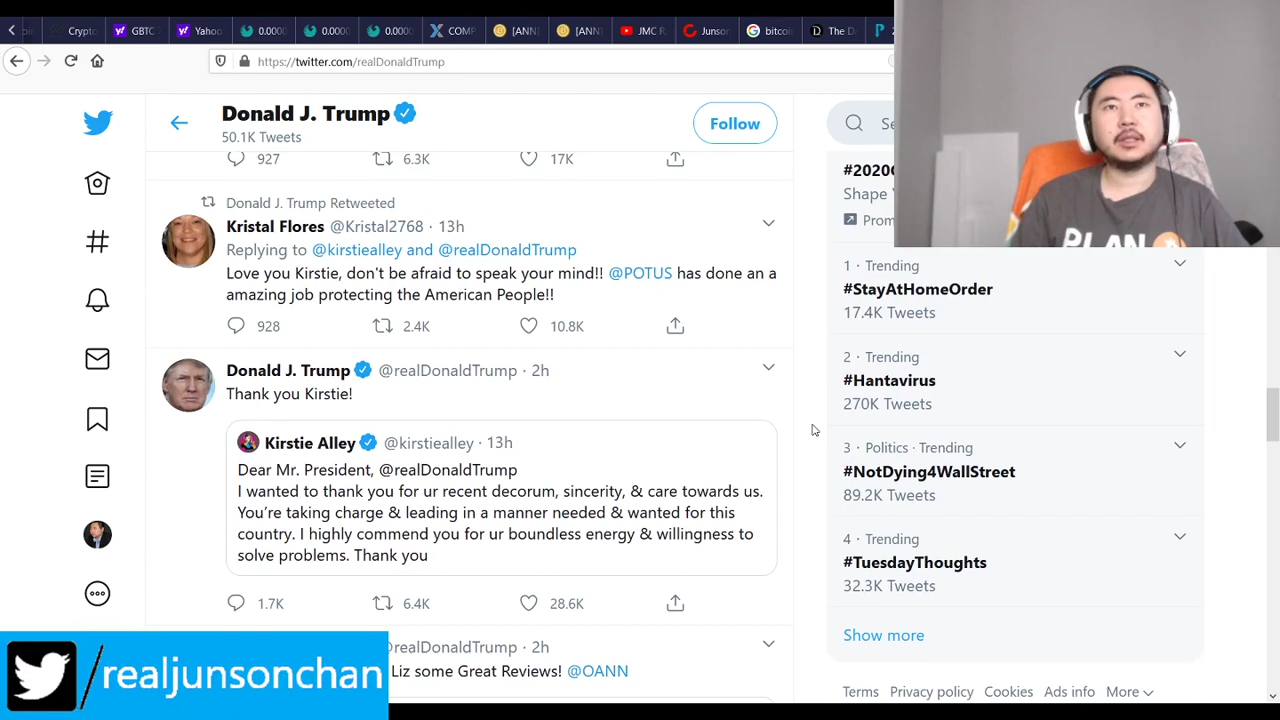 Crypto
GBTC
Yahoo
0.0000
0.0000
0.0000
COMP
[ANN]
[ANN]
JMC R
Junson
bitcoi
The D
https://twitter.com/realDonaldTrump
Donald J. Trump
50.1K Tweets
Follow
927
6.3K
17K
Donald J. Trump Retweeted
Kristal Flores @Kristal2768 · 13h
Replying to @kirstiealley and @realDonaldTrump
Love you Kirstie, don't be afraid to speak your mind!! @POTUS has done an a
amazing job protecting the American People!!
928
2.4K
10.8K
Donald J. Trump @realDonaldTrump · 2h
Thank you Kirstie!
Kirstie Alley @kirstiealley · 13h
Dear Mr. President, @realDonaldTrump
I wanted to thank you for ur recent decorum, sincerity, & care towards us.
You're taking charge & leading in a manner needed & wanted for this
country. I highly commend you for ur boundless energy & willingness to
solve problems. Thank you
1.7K
6.4K
28.6K
realDonaldTrump · 2h
Liz some Great Reviews! @OANN
Se
#2020
Shape
Prom
1 · Trending
#StayAtHomeOrder
17.4K Tweets
2 · Trending
#Hantavirus
270K Tweets
3 · Politics · Trending
#NotDying4WallStreet
89.2K Tweets
4 · Trending
#TuesdayThoughts
32.3K Tweets
Show more
Terms Privacy policy Cookies Ads info More
PLAN
/realjunsonchan